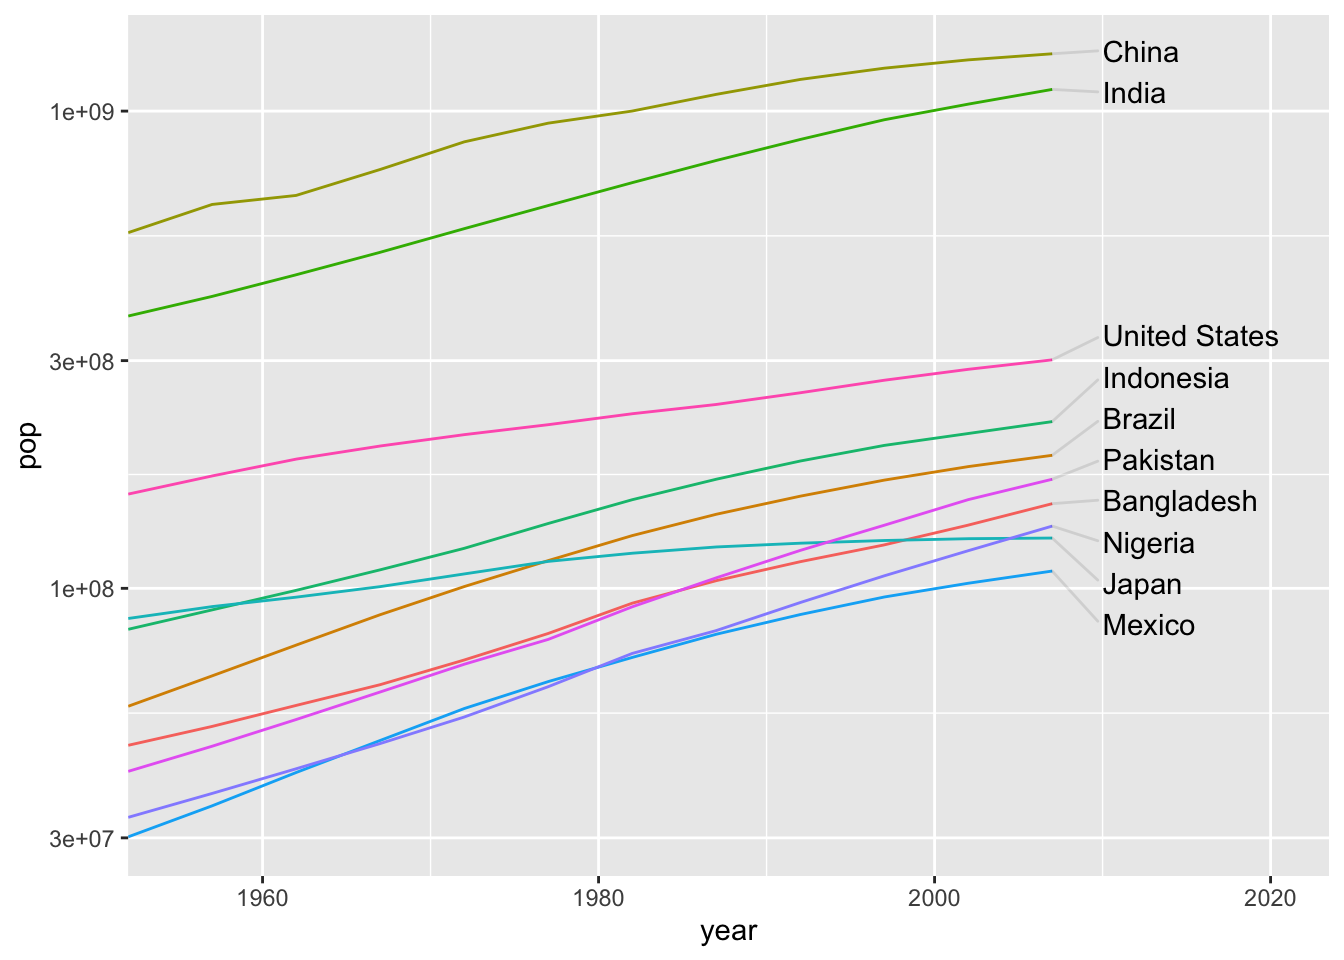 China
India
1e+09
United States
3e+08
Indonesia
Brazil
pop
Pakistan
Bangladesh
Nigeria
1e+08
Japan
Mexico
3e+07
1960
1980
2000
2020
year